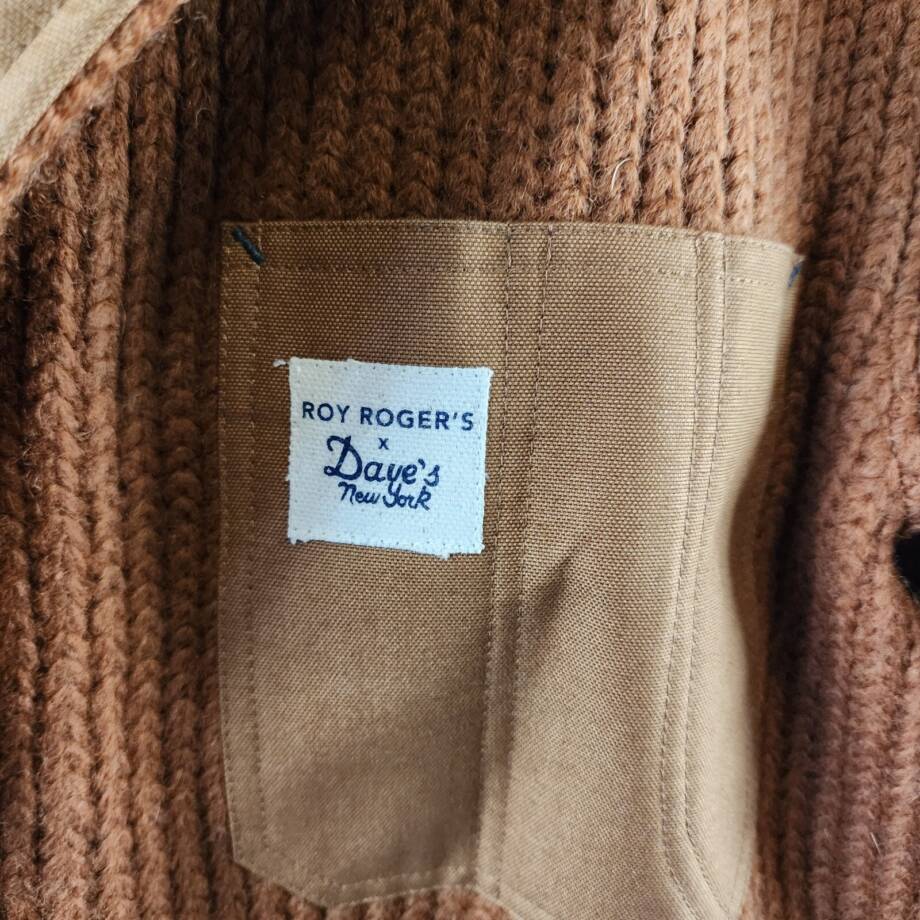 ROY ROGER'S
x
Dave's
New York